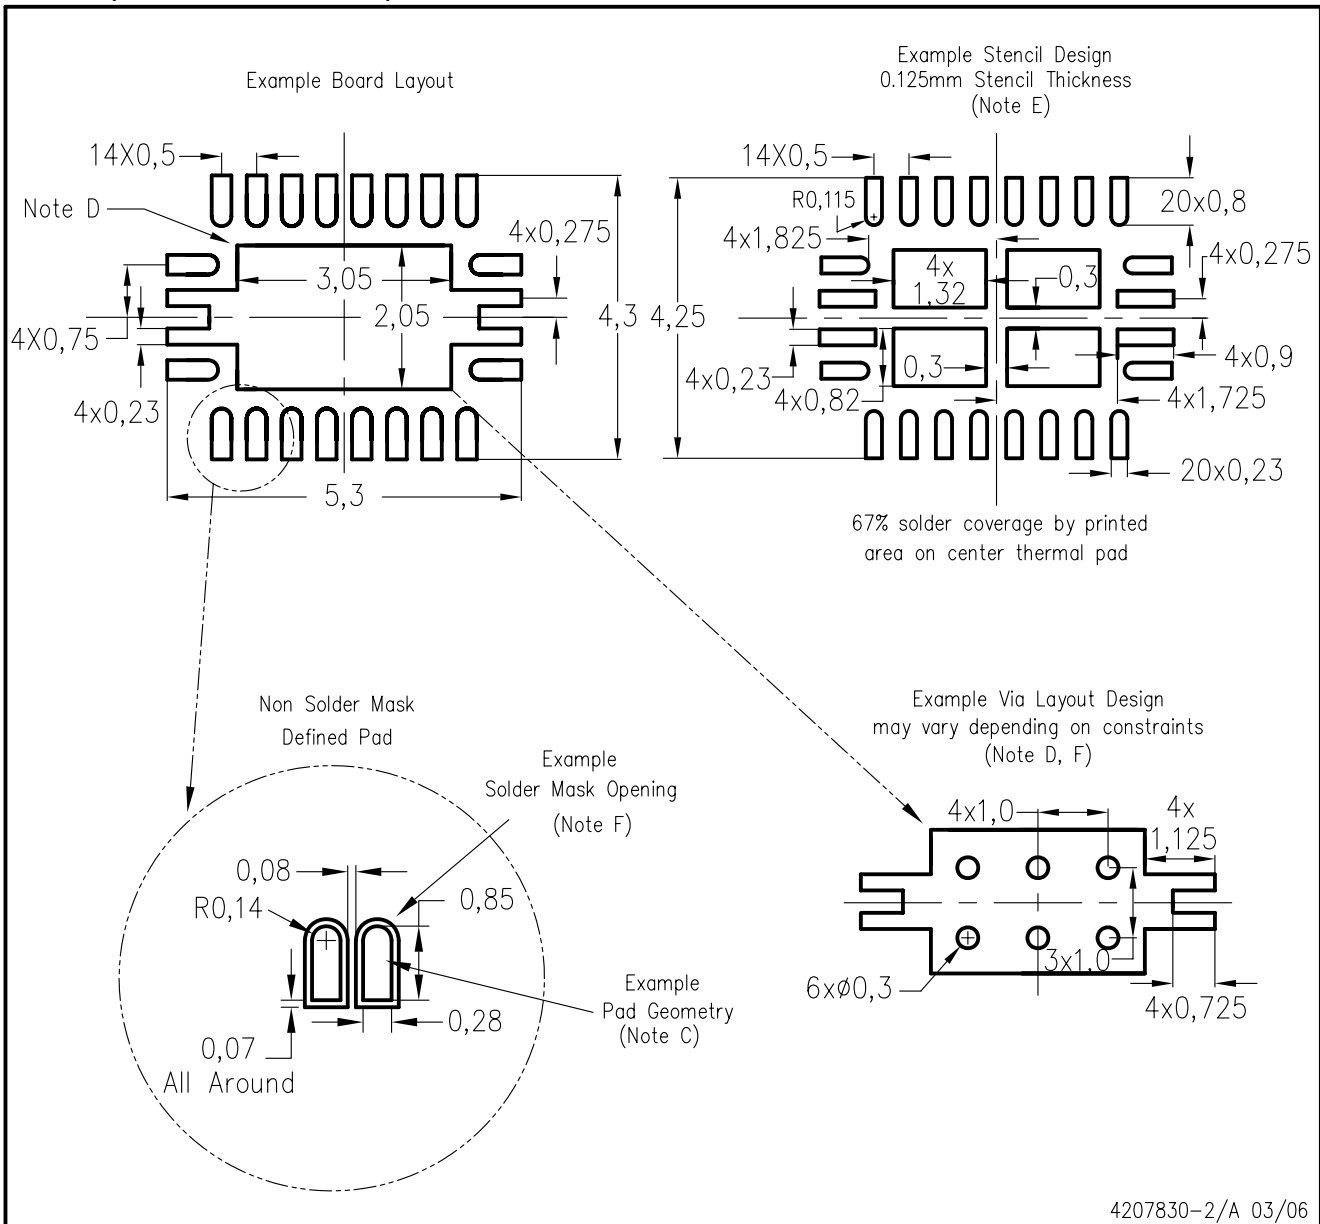 Example Board Layout
14X0,5
Note D
4x0,275
3,05
2,05
4,3
4X0,75
4x0,23
5,3
Example Stencil Design
0.125mm Stencil Thickness
(Note E)
14X0,5
R0,115
20x0,8
4x1,825
4x0,275
4x
1,32
0,3
4,25
4x0,23
0,3
4x0,9
4x0,82
4x1,725
20x0,23
67% solder coverage by printed
area on center thermal pad
Non Solder Mask
Defined Pad
Example
Solder Mask Opening
(Note F)
0,08
R0,14
0,85
Example
Pad Geometry
(Note C)
0,28
0,07
All Around
Example Via Layout Design
may vary depending on constraints
(Note D, F)
4x1,0
4x
1,125
3x1,0
6xø0,3
4x0,725
4207830-2/A 03/06